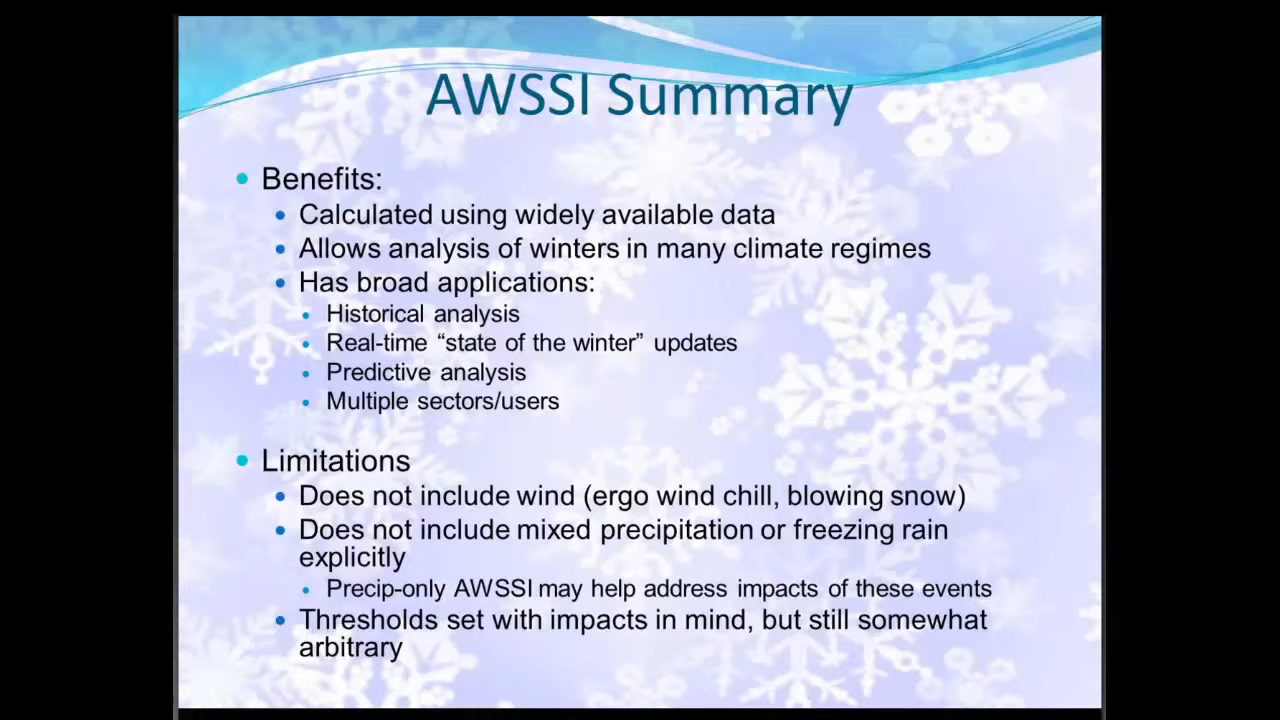 AWSSI Summary
Benefits:
Calculated using widely available data
Allows analysis of winters in many climate regimes
Has broad applications:
Historical analysis
Real-time “state of the winter” updates
Predictive analysis
Multiple sectors/users
Limitations
Does not include wind (ergo wind chill, blowing snow)
Does not include mixed precipitation or freezing rain
explicitly
Precip-only AWSSI may help address impacts of these events
Thresholds set with impacts in mind, but still somewhat
arbitrary